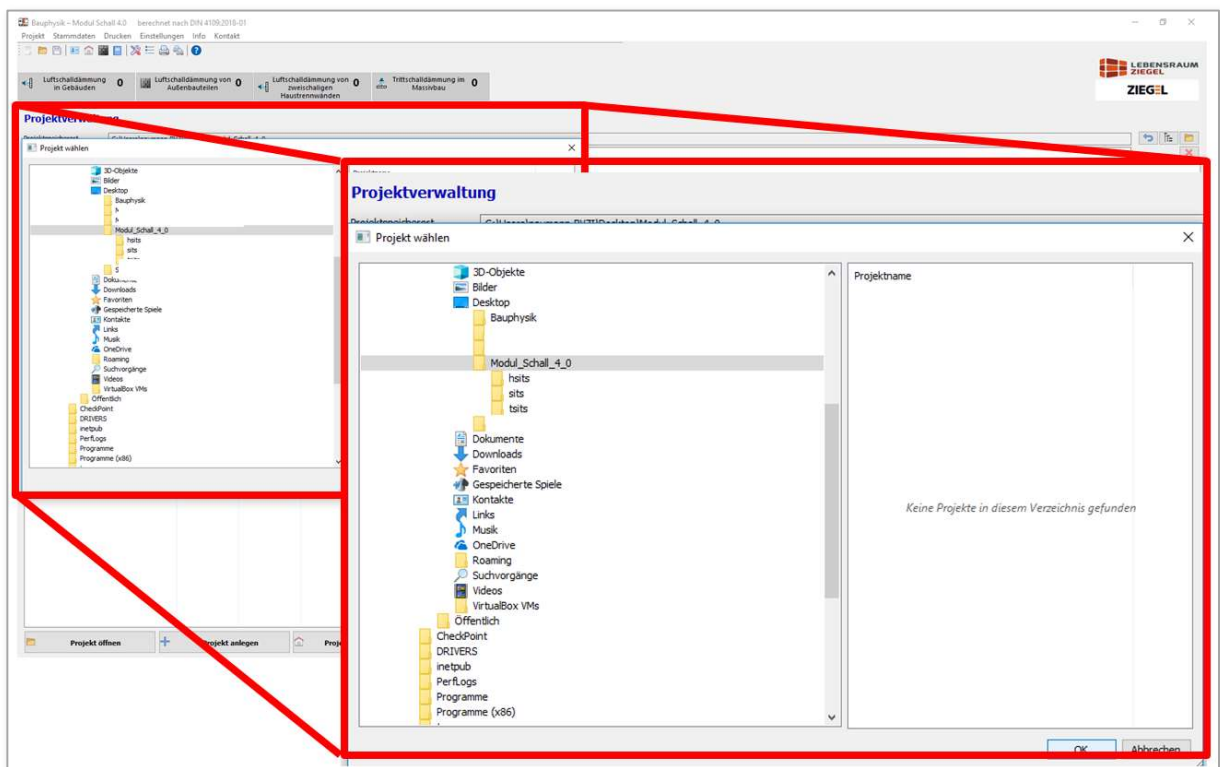 Bauphysik – Modul Schall 4.0 berechnet nach DIN 4109:2018-01
Projekt Stammdaten Drucken Einstellungen Info Kontakt
LEBENSRAUM
ZIEGEL
ZIEGEL
Luftschalldämmung in Gebäuden 0
Luftschalldämmung von Außenbauteilen 0
Luftschalldämmung von zweischaligen Haustrennwänden 0
Trittschalldämmung im Massivbau 0
Projektverwaltung
Projekt wählen
3D-Objekte
Bilder
Desktop
Bauphysik
Modul_Schall_4_0
hsits
sits
Downloads
Favoriten
Gespeicherte Spiele
Kontakte
Links
Musik
OneDrive
Roaming
Suchvorgänge
Videos
VirtualBox VMs
Öffentlich
CheckPoint
DRIVERS
inetpub
PerfLogs
Programme
Programme (x86)
Projekt öffnen
Projekt anlegen
Projektverwaltung
Projektspeicherort
Projekt wählen
3D-Objekte
Bilder
Desktop
Bauphysik
Modul_Schall_4_0
hsits
sits
tsits
Dokumente
Downloads
Favoriten
Gespeicherte Spiele
Kontakte
Links
Musik
OneDrive
Roaming
Suchvorgänge
Videos
VirtualBox VMs
Öffentlich
CheckPoint
DRIVERS
inetpub
PerfLogs
Programme
Programme (x86)
Projektname
Keine Projekte in diesem Verzeichnis gefunden
OK Abbrechen